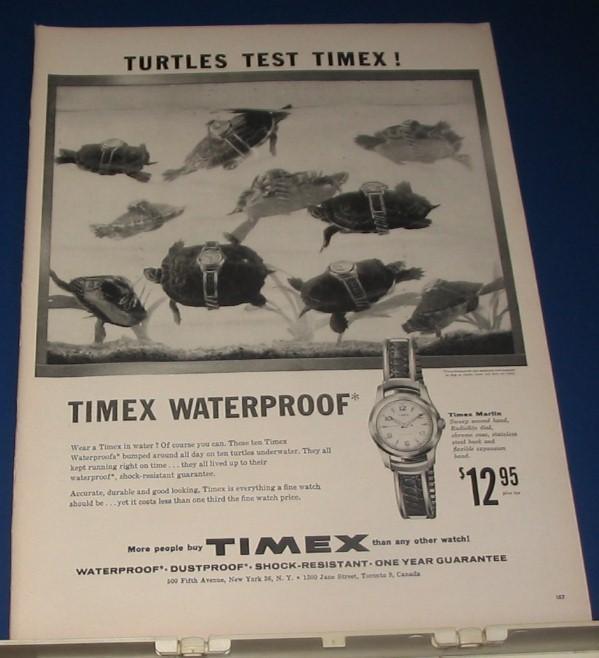 TURTLES TEST TIMEX!
TIMEX WATERPROOF*
Wear a Timex in water? Of course you can. These ten Timex
Waterproofs* bumped around all day on ten turtles underwater. They all
kept running right on time... they all lived up to their
waterproof*, shock-resistant guarantee.
Accurate, durable and good looking, Timex is everything a fine watch
should be... yet it costs less than one third the fine watch price.
Timex Marlin
Sweep second hand,
Radiolite dial,
chrome case, stainless
steel back and
flexible expansion
band.
$12 95
plus tax
More people buy TIMEX than any other watch!
WATERPROOF* • DUSTPROOF* • SHOCK-RESISTANT • ONE YEAR GUARANTEE
500 Fifth Avenue, New York 36, N. Y. • 1300 Jane Street, Toronto 9, Canada
157